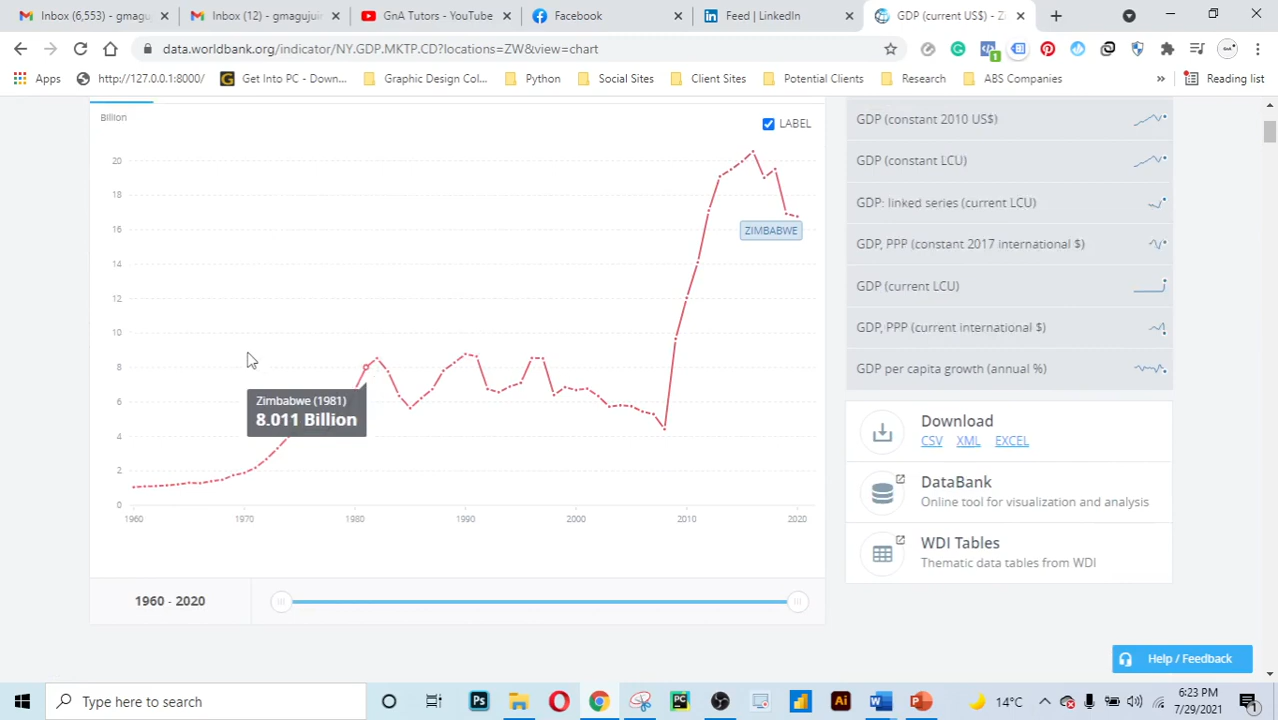 Inbox (6,553) - gmagu
Inbox (12) - gmagujuir
GnA Tutors - YouTube
Facebook
Feed | LinkedIn
GDP (current US$) - Z
data.worldbank.org/indicator/NY.GDP.MKTP.CD?locations=ZW&view=chart
Apps
http://127.0.0.1:8000/
Get Into PC - Down...
Graphic Design Col...
Python
Social Sites
Client Sites
Potential Clients
Research
ABS Companies
»
Reading list
Billion
LABEL
20
18
16
14
12
10
8
6
4
2
0
ZIMBABWE
Zimbabwe (1981)
8.011 Billion
1960
1970
1980
1990
2000
2010
2020
1960 - 2020
GDP (constant 2010 US$)
GDP (constant LCU)
GDP: linked series (current LCU)
GDP, PPP (constant 2017 international $)
GDP (current LCU)
GDP, PPP (current international $)
GDP per capita growth (annual %)
Download
CSV XML EXCEL
DataBank
Online tool for visualization and analysis
WDI Tables
Thematic data tables from WDI
Help / Feedback
Type here to search
Ps
PC
Ai
W
P
14°C
6:23 PM
7/29/2021
1